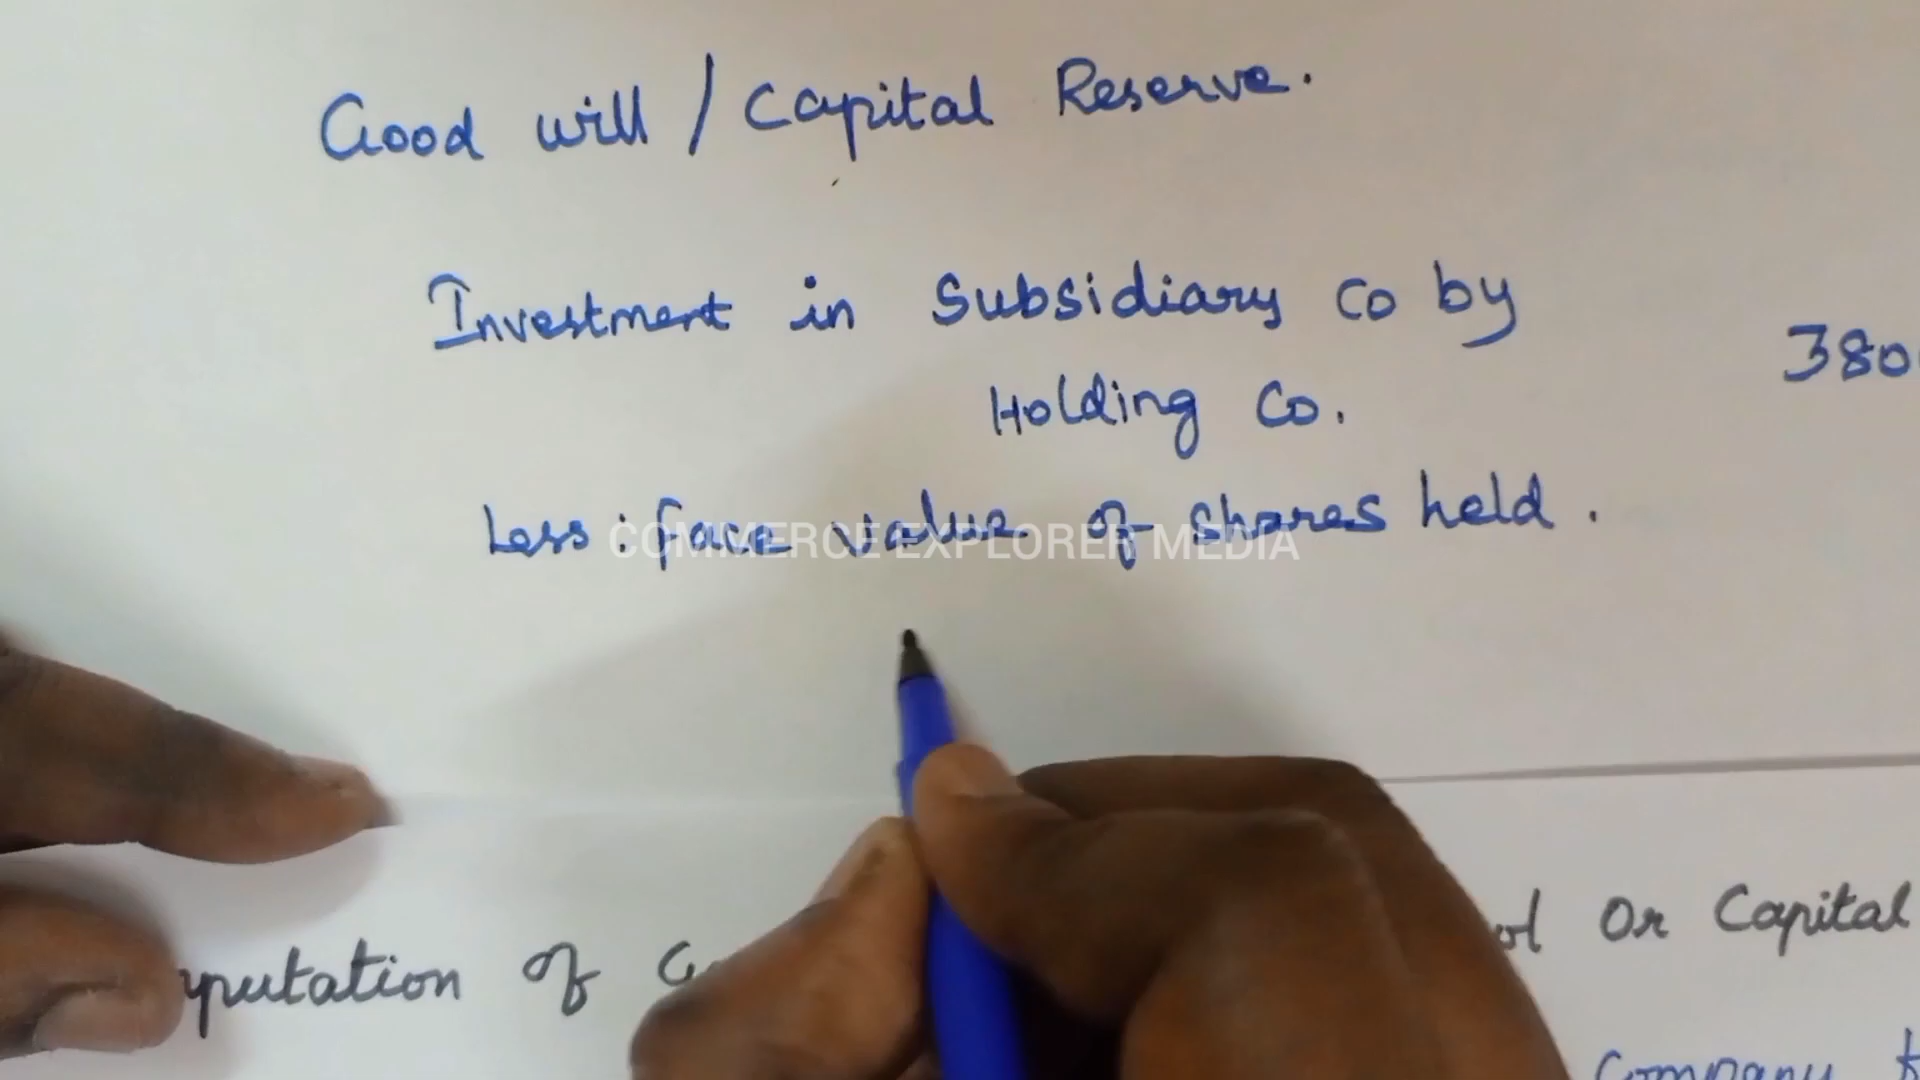 Good will / Capital Reserve.
Investment in Subsidiary Co by
Holding Co.
380
Less : face value of shares held .
COMMERCE EXPLORER MEDIA
Or Capital
of
Company